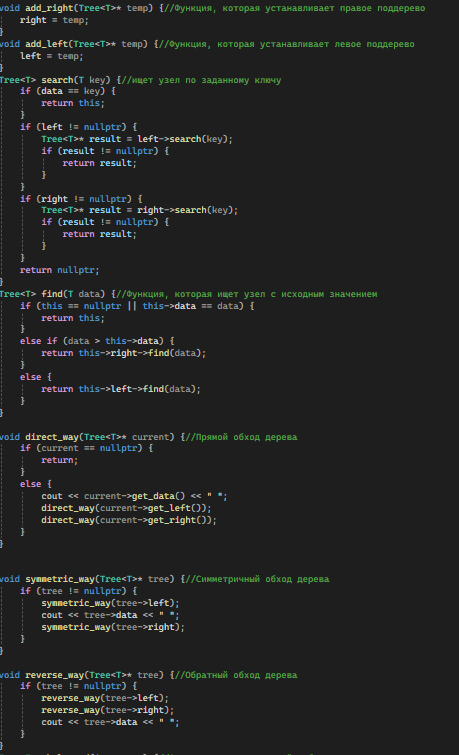 void add_right(Tree<T>* temp) {//Функция, которая устанавливает правое поддерево
right = temp;
}
void add_left(Tree<T>* temp) {//Функция, которая устанавливает левое поддерево
left = temp;
}
Tree<T> search(T key) {//ищет узел по заданному ключу
if (data == key) {
return this;
}
if (left != nullptr) {
Tree<T>* result = left->search(key);
if (result != nullptr) {
return result;
}
}
if (right != nullptr) {
Tree<T>* result = right->search(key);
if (result != nullptr) {
return result;
}
}
return nullptr;
}
Tree<T> find(T data) {//Функция, которая ищет узел с исходным значением
if (this == nullptr || this->data == data) {
return this;
}
else if (data > this->data) {
return this->right->find(data);
}
else {
return this->left->find(data);
}
}
void direct_way(Tree<T>* current) {//Прямой обход дерева
if (current == nullptr) {
return;
}
else {
cout << current->get_data() << " ";
direct_way(current->get_left());
direct_way(current->get_right());
}
}
void symmetric_way(Tree<T>* tree) {//Симметричный обход дерева
if (tree != nullptr) {
symmetric_way(tree->left);
cout << tree->data << " ";
symmetric_way(tree->right);
}
}
void reverse_way(Tree<T>* tree) {//Обратный обход дерева
if (tree != nullptr) {
reverse_way(tree->left);
reverse_way(tree->right);
cout << tree->data << " ";
}
}